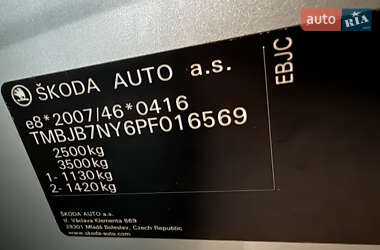 auto RIA .com
ŠKODA AUTO a.s.
e8*2007/46*0416
TMBJB7NY6PF016569
2500kg
3500kg
1- 1130kg
2- 1420kg
ŠKODA AUTO a.s.
tř. Václava Klementa 869
29301 Mladá Boleslav, Czech Republic
www.skoda-auto.com
EBJC